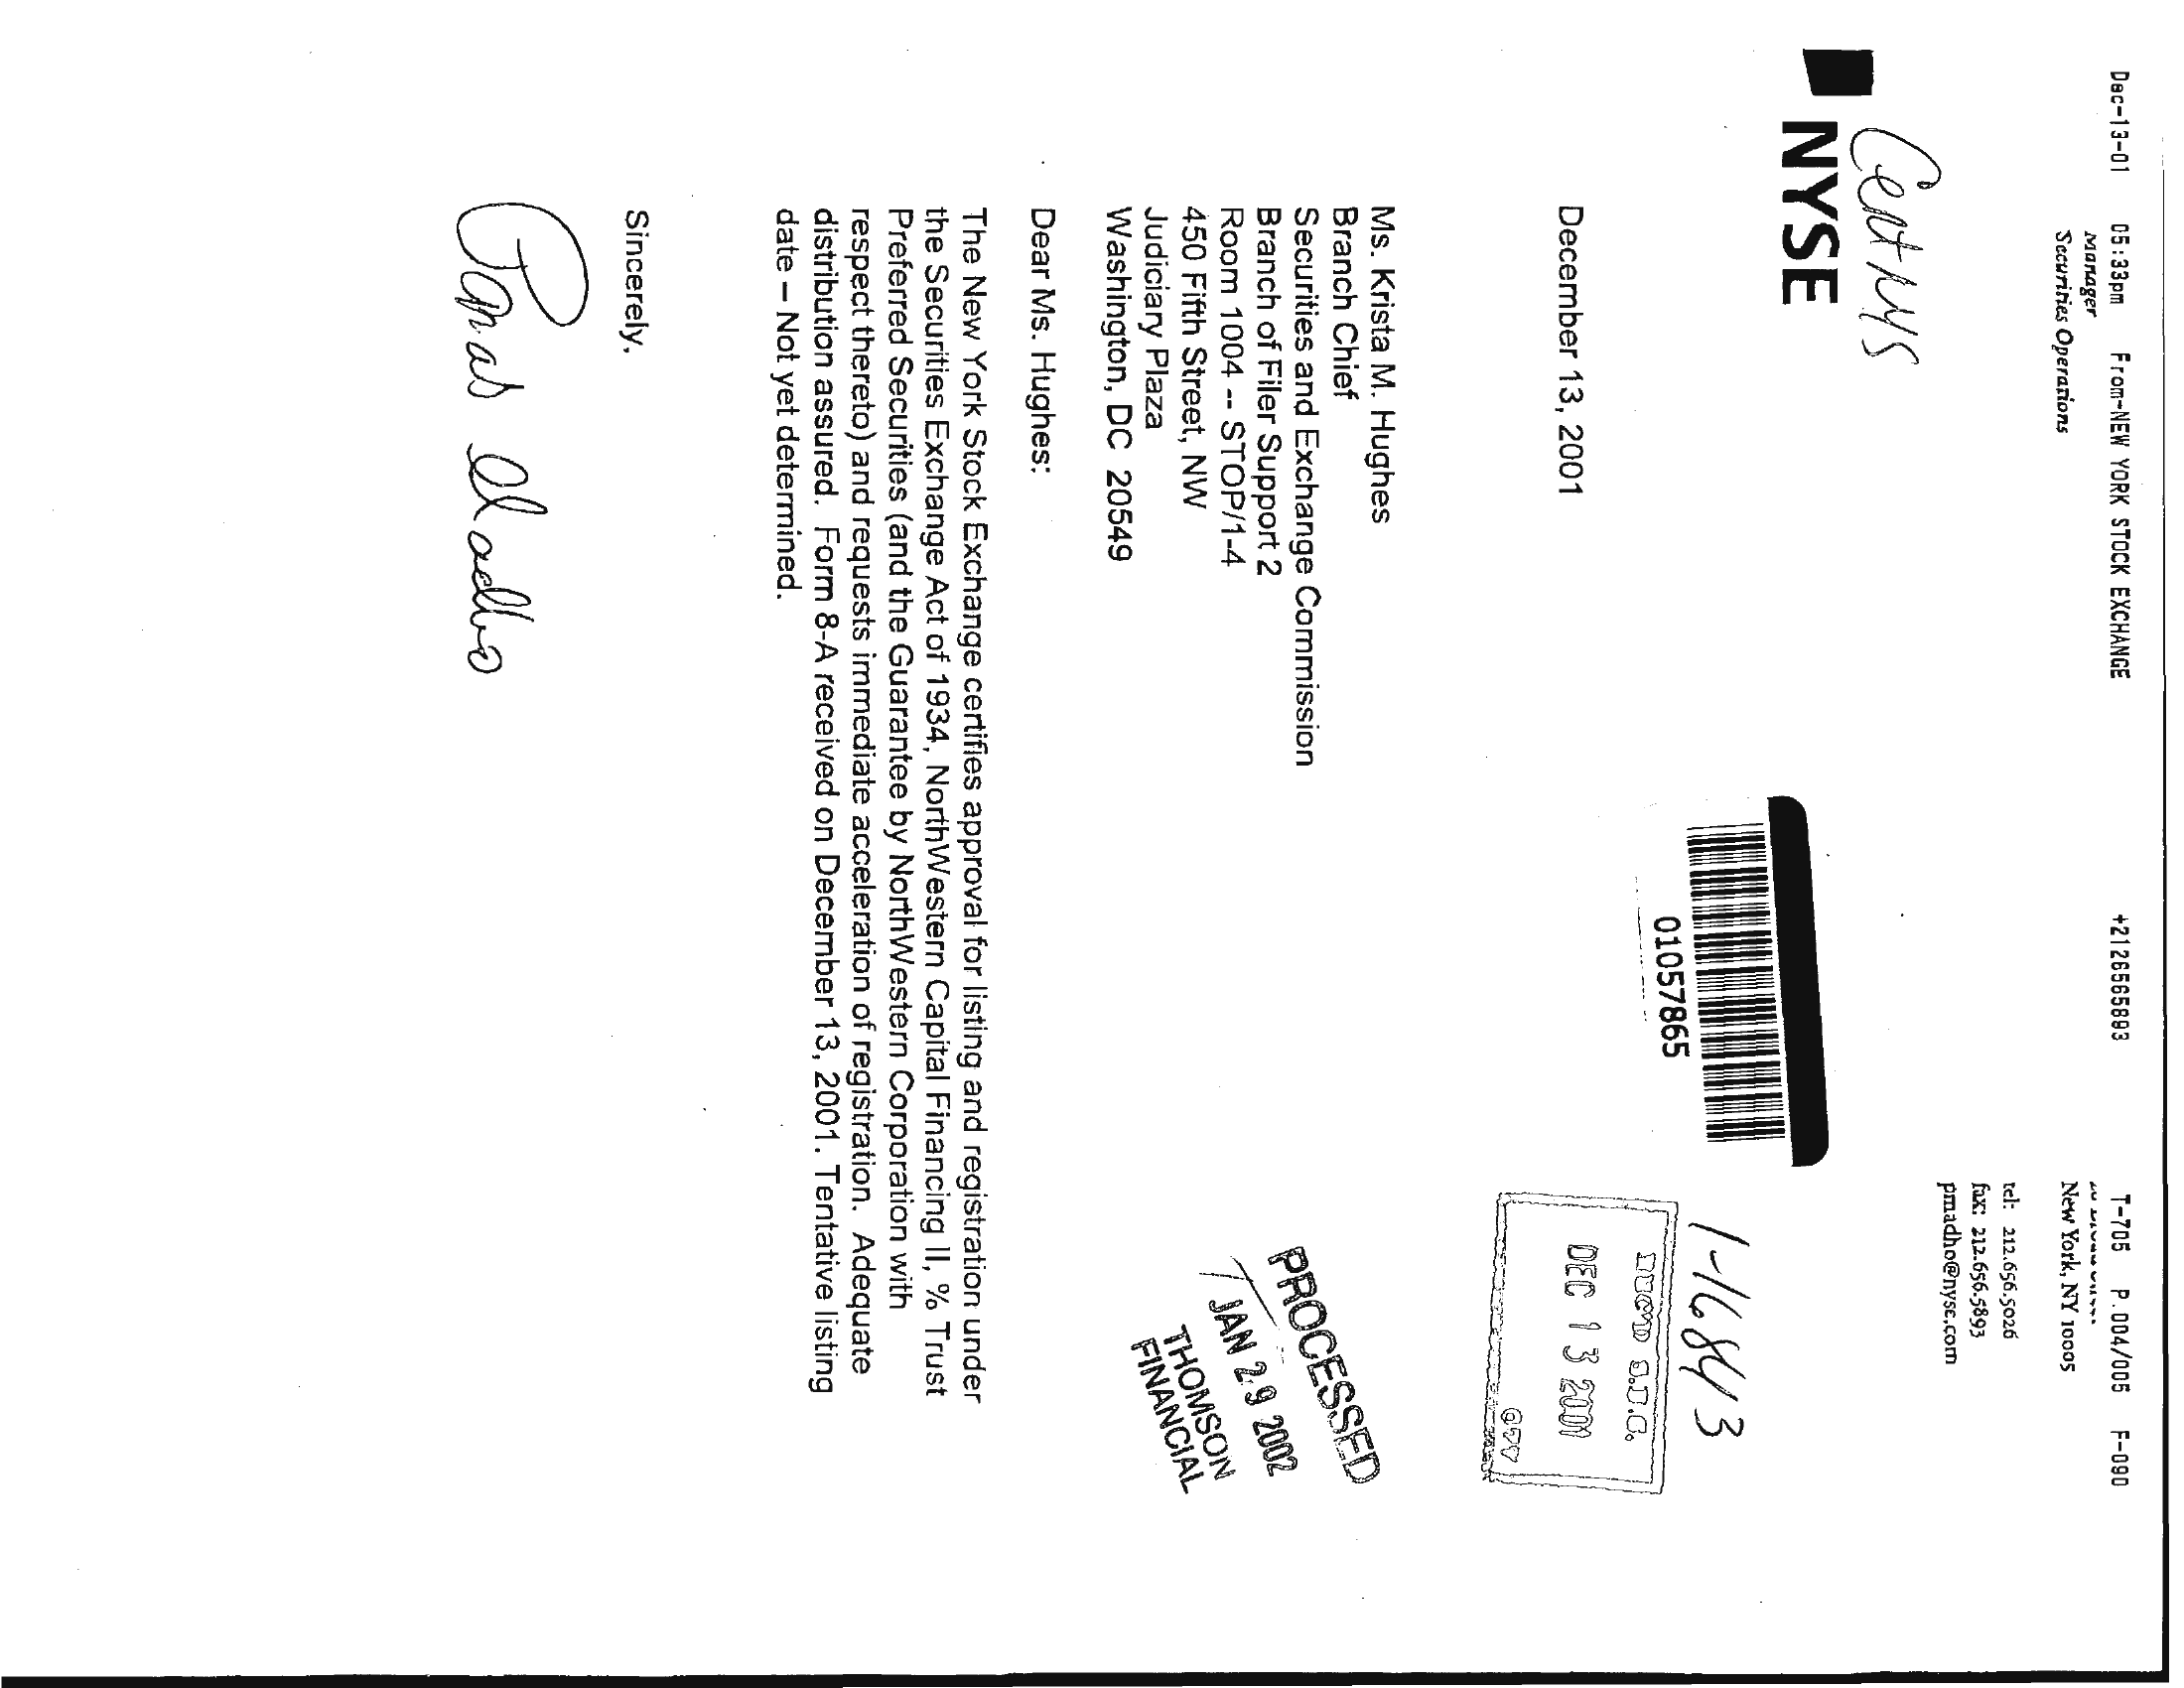 Dec-13-01 05:33pm From-NEW YORK STOCK EXCHANGE +2126565893 T-705 P.004/005 F-090
Manager
Securities Operations
New York, NY 10005
tel: 212.656.5026
fax: 212.656.5893
pmadho@nyse.com
NYSE
1-16843
01057865
S.E.C.
DEC 13 2001
December 13, 2001
PROCESSED
JAN 29 2002
THOMSON
FINANCIAL
Ms. Krista M. Hughes
Branch Chief
Securities and Exchange Commission
Branch of Filer Support 2
Room 1004 -- STOP/1-4
450 Fifth Street, NW
Judiciary Plaza
Washington, DC 20549
Dear Ms. Hughes:
The New York Stock Exchange certifies approval for listing and registration under
the Securities Exchange Act of 1934, NorthWestern Capital Financing II, % Trust
Preferred Securities (and the Guarantee by NorthWestern Corporation with
respect thereto) and requests immediate acceleration of registration. Adequate
distribution assured. Form 8-A received on December 13, 2001. Tentative listing
date – Not yet determined.
Sincerely,